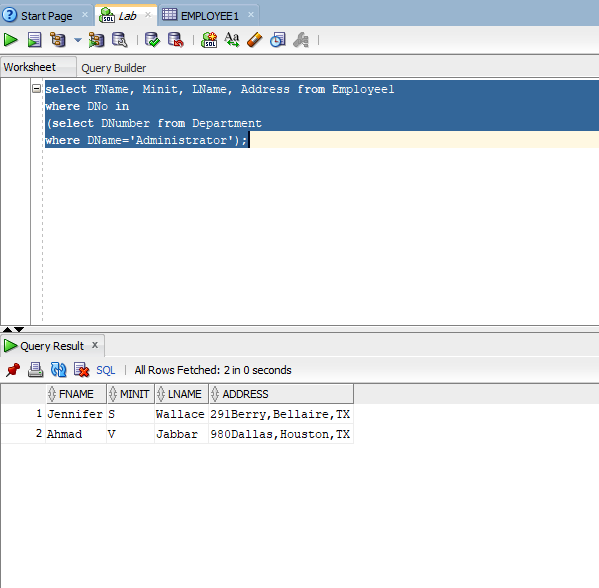 Start Page × Lab × EMPLOYEE1 ×
SQL Aa
Worksheet Query Builder
select FName, Minit, LName, Address from Employee1
where DNo in
(select DNumber from Department
where DName='Administrator');
Query Result x
SQL | All Rows Fetched: 2 in 0 seconds
FNAME MINIT LNAME ADDRESS
1 Jennifer S Wallace 291Berry,Bellaire,TX
2 Ahmad V Jabbar 980Dallas,Houston,TX